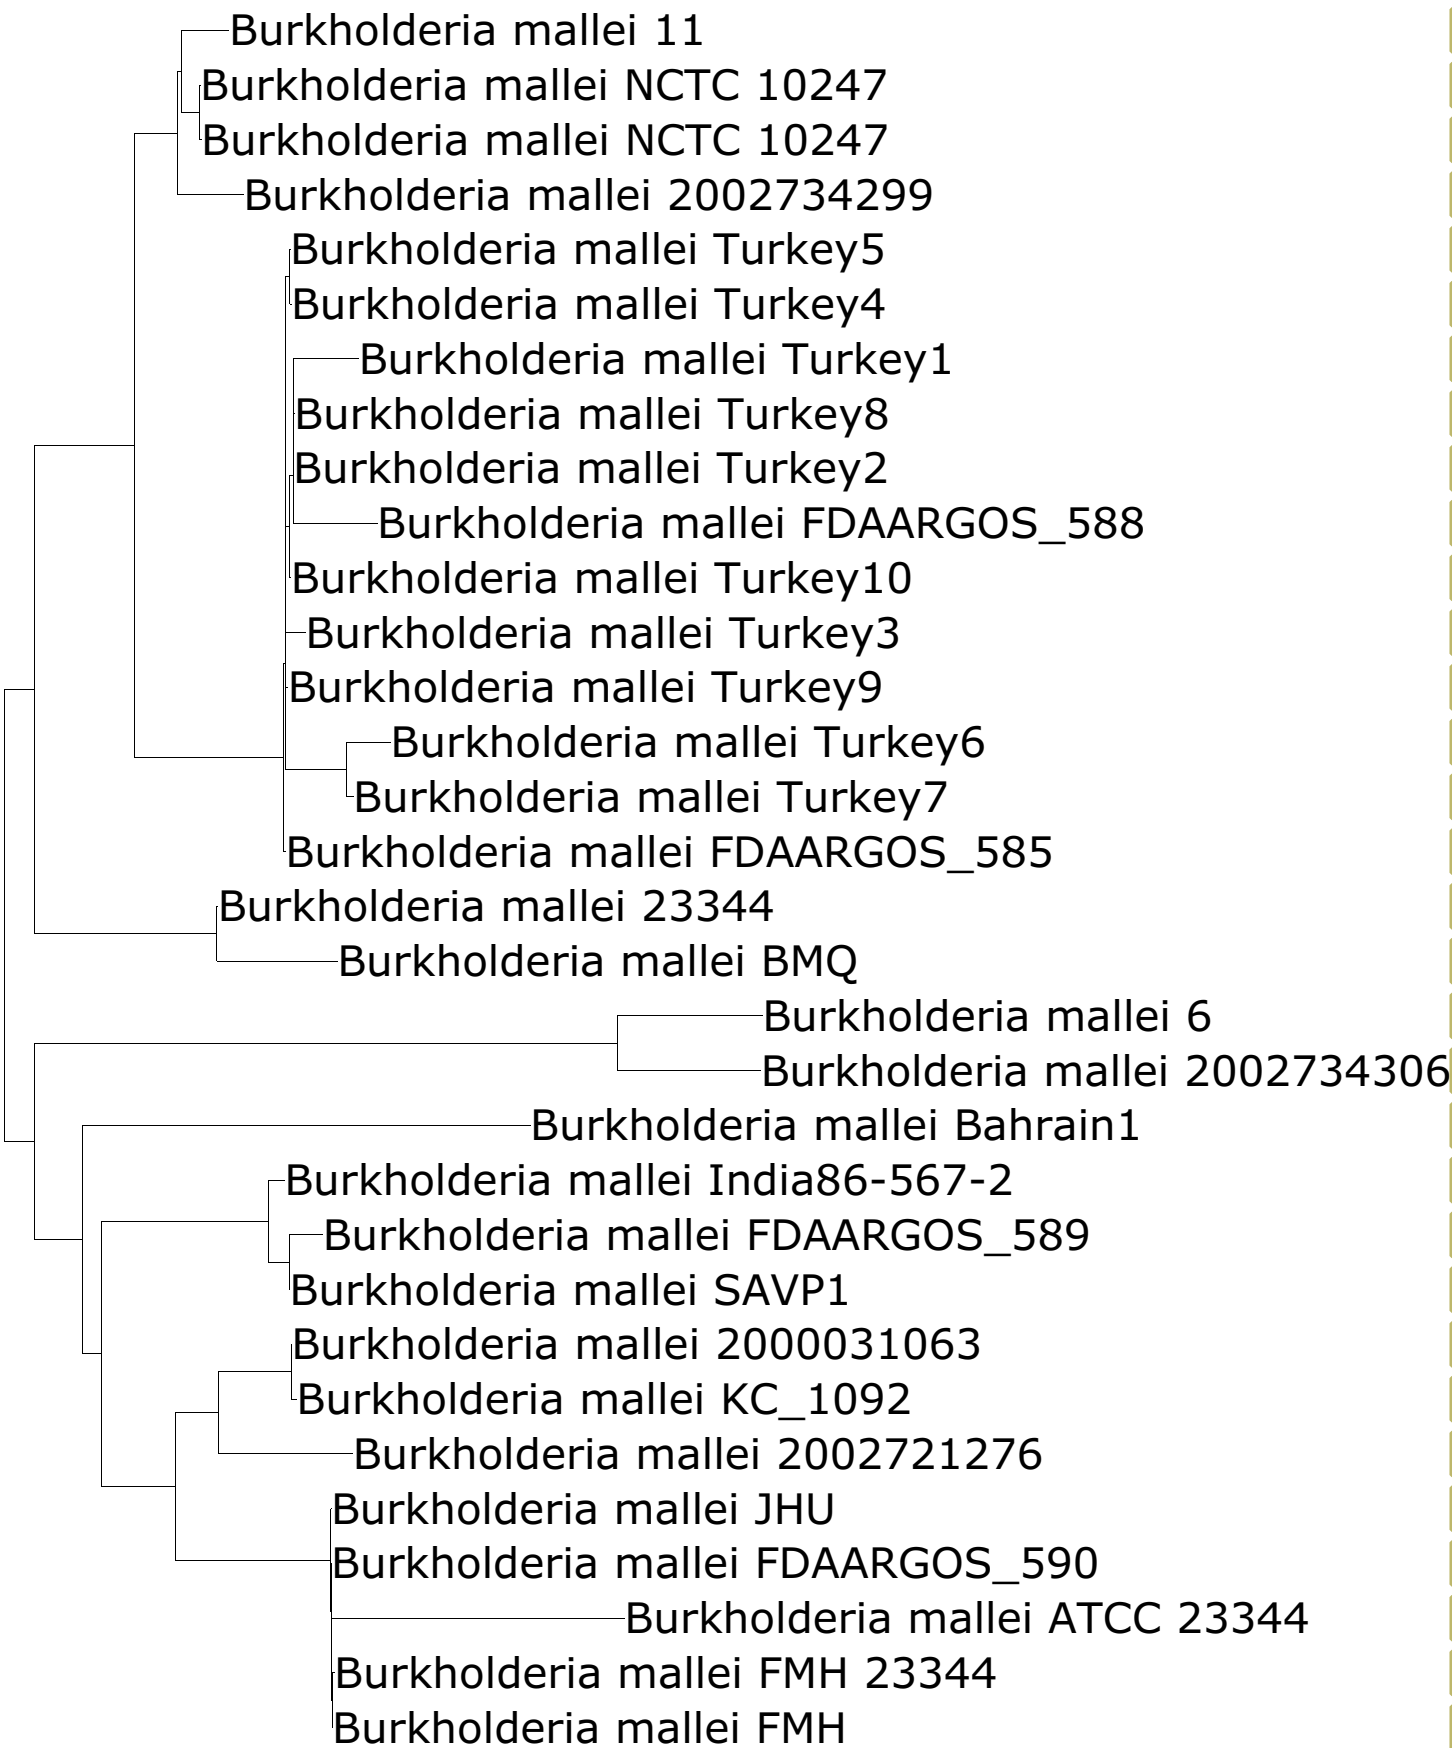 Burkholderia mallei 11
Burkholderia mallei NCTC 10247
Burkholderia mallei NCTC 10247
Burkholderia mallei 2002734299
Burkholderia mallei Turkey5
Burkholderia mallei Turkey4
Burkholderia mallei Turkey1
Burkholderia mallei Turkey8
Burkholderia mallei Turkey2
Burkholderia mallei FDAARGOS_588
Burkholderia mallei Turkey10
Burkholderia mallei Turkey3
Burkholderia mallei Turkey9
Burkholderia mallei Turkey6
Burkholderia mallei Turkey7
Burkholderia mallei FDAARGOS_585
Burkholderia mallei 23344
Burkholderia mallei BMQ
Burkholderia mallei 6
Burkholderia mallei 2002734306
Burkholderia mallei Bahrain1
Burkholderia mallei India86-567-2
Burkholderia mallei FDAARGOS_589
Burkholderia mallei SAVP1
Burkholderia mallei 2000031063
Burkholderia mallei KC_1092
Burkholderia mallei 2002721276
Burkholderia mallei JHU
Burkholderia mallei FDAARGOS_590
Burkholderia mallei ATCC 23344
Burkholderia mallei FMH 23344
Burkholderia mallei FMH